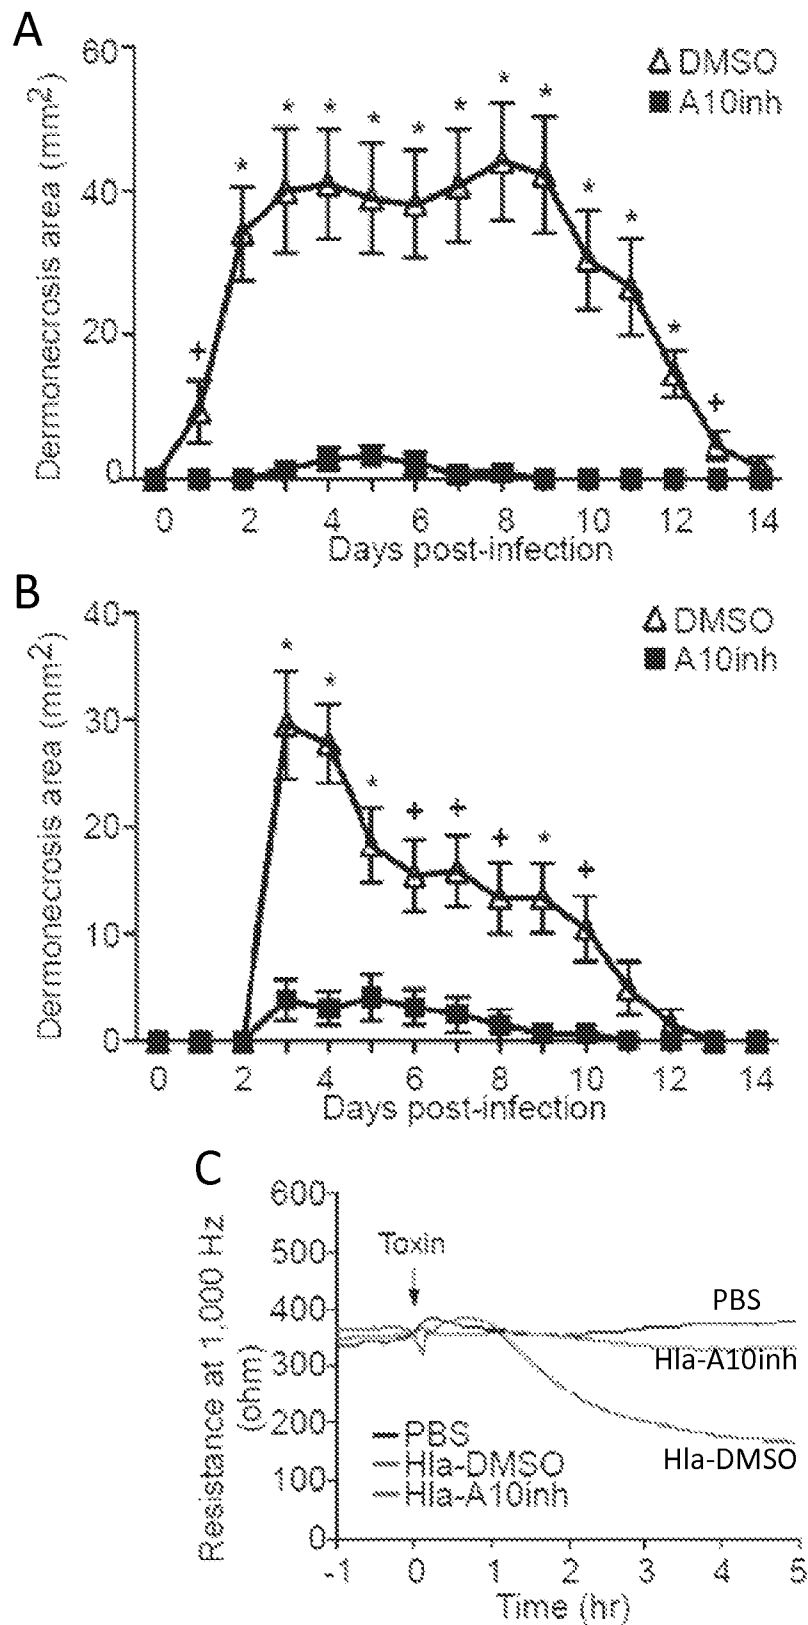 A
60
40
20
0
Dermonecrosis area (mm2)
DMSO
A10inh
* * * * * * * * * * *
+ +
0 2 4 6 8 10 12 14
Days post-infection
B
40
30
20
10
0
Dermonecrosis area (mm2)
DMSO
A10inh
* * * + + + * +
0 2 4 6 8 10 12 14
Days post-infection
C
600
500
400
300
200
100
0
Resistance at 1,000 Hz
(ohm)
Toxin
PBS
Hla-A10inh
Hla-DMSO
PBS
Hla-DMSO
Hla-A10inh
-1 0 1 2 3 4 5
Time (hr)